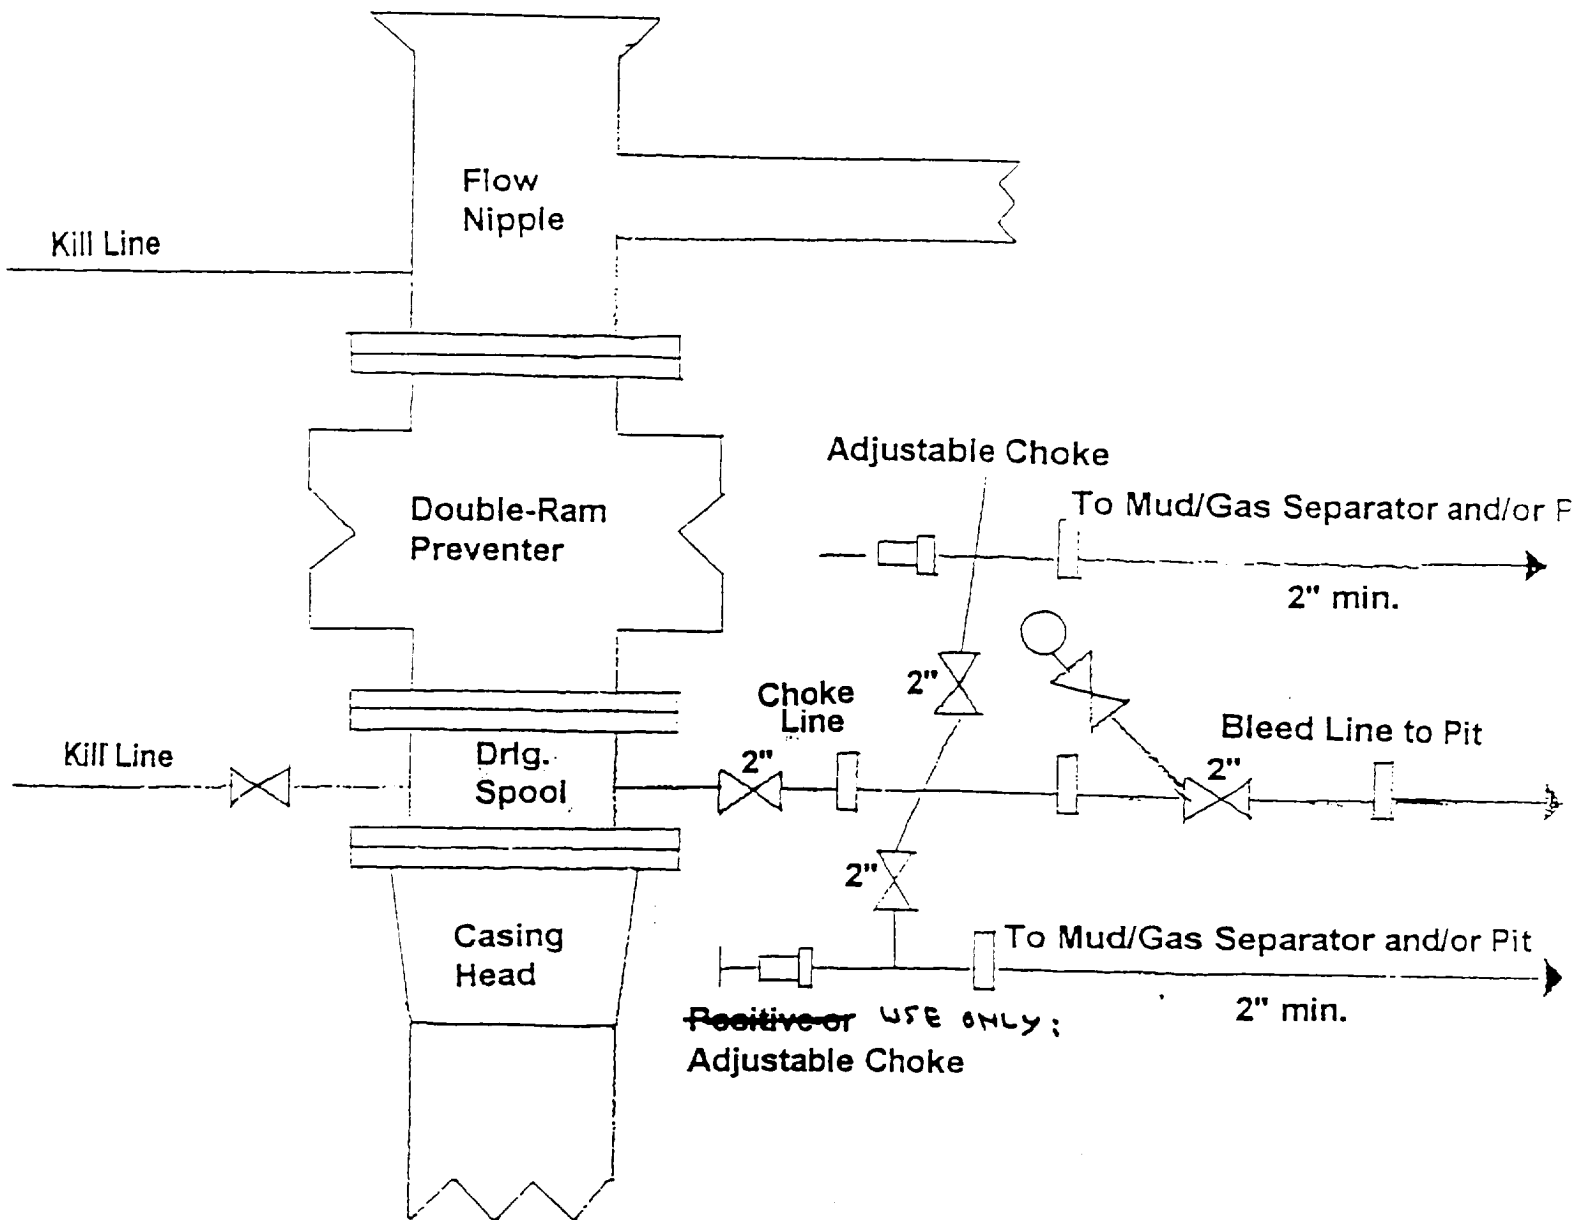 Flow
Nipple
Kill Line
Adjustable Choke
To Mud/Gas Separator and/or
2" min.
Double-Ram
Preventer
2"
Choke
Line
2"
Bleed Line to Pit
2"
Kill Line
Drlg.
Spool
2"
Casing
Head
To Mud/Gas Separator and/or Pit
2" min.
Positive or USE ONLY:
Adjustable Choke